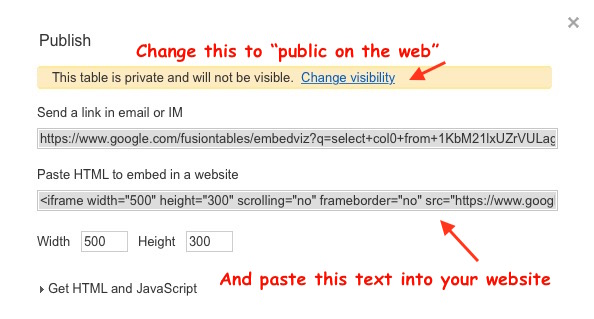 Publish
Change this to “public on the web”
This table is private and will not be visible. Change visibility
Send a link in email or IM
https://www.google.com/fusiontables/embedviz?q=select+col0+from+1KbM21lxUZrVULag
Paste HTML to embed in a website
<iframe width="500" height="300" scrolling="no" frameborder="no" src="https://www.goog
Width 500 Height 300
And paste this text into your website
Get HTML and JavaScript